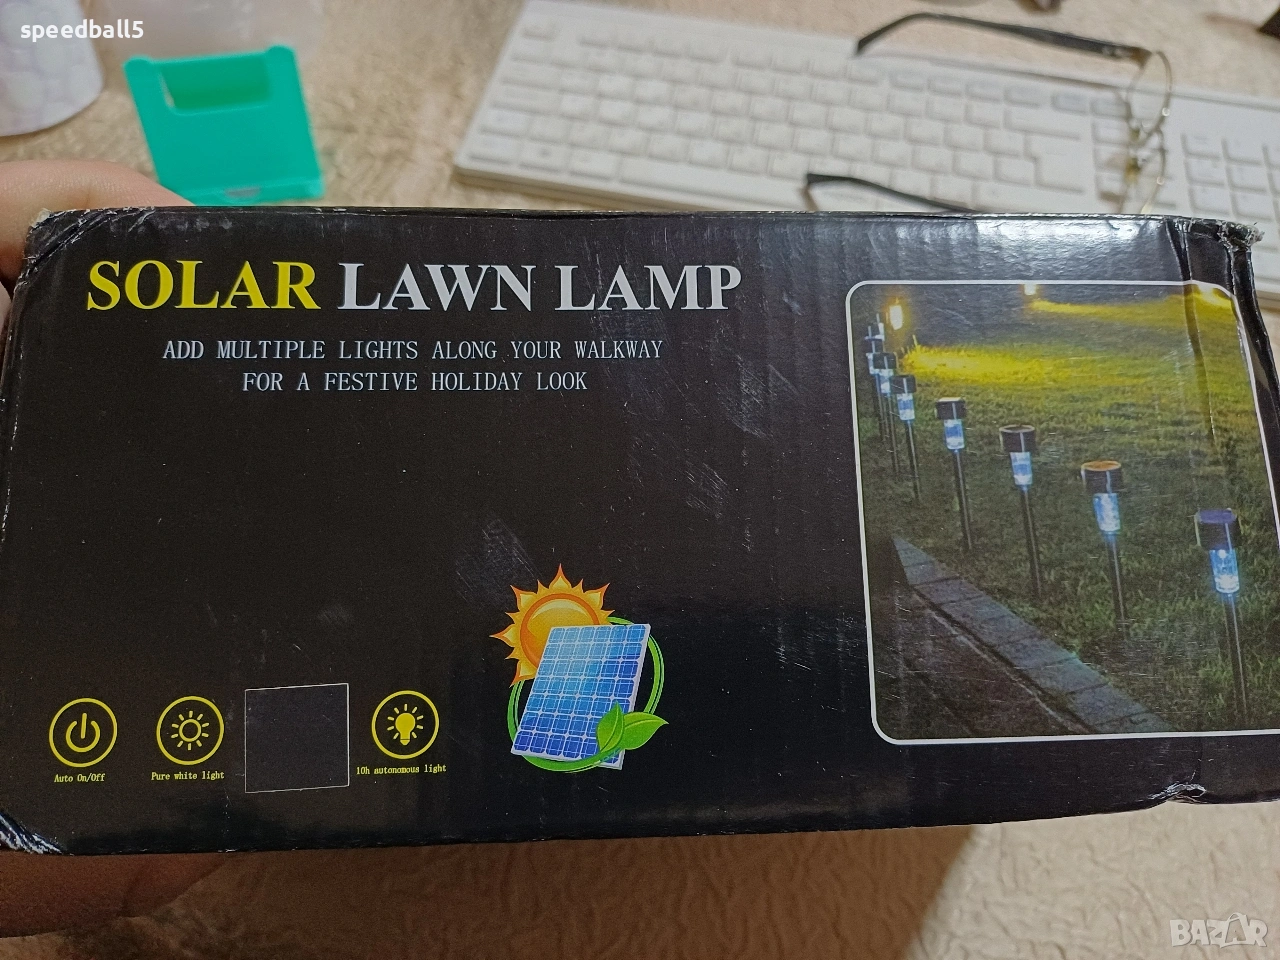 speedball5
SOLAR LAWN LAMP
ADD MULTIPLE LIGHTS ALONG YOUR WALKWAY
FOR A FESTIVE HOLIDAY LOOK
Auto On/Off
Pure white light
10h autonomous light
BAZAR